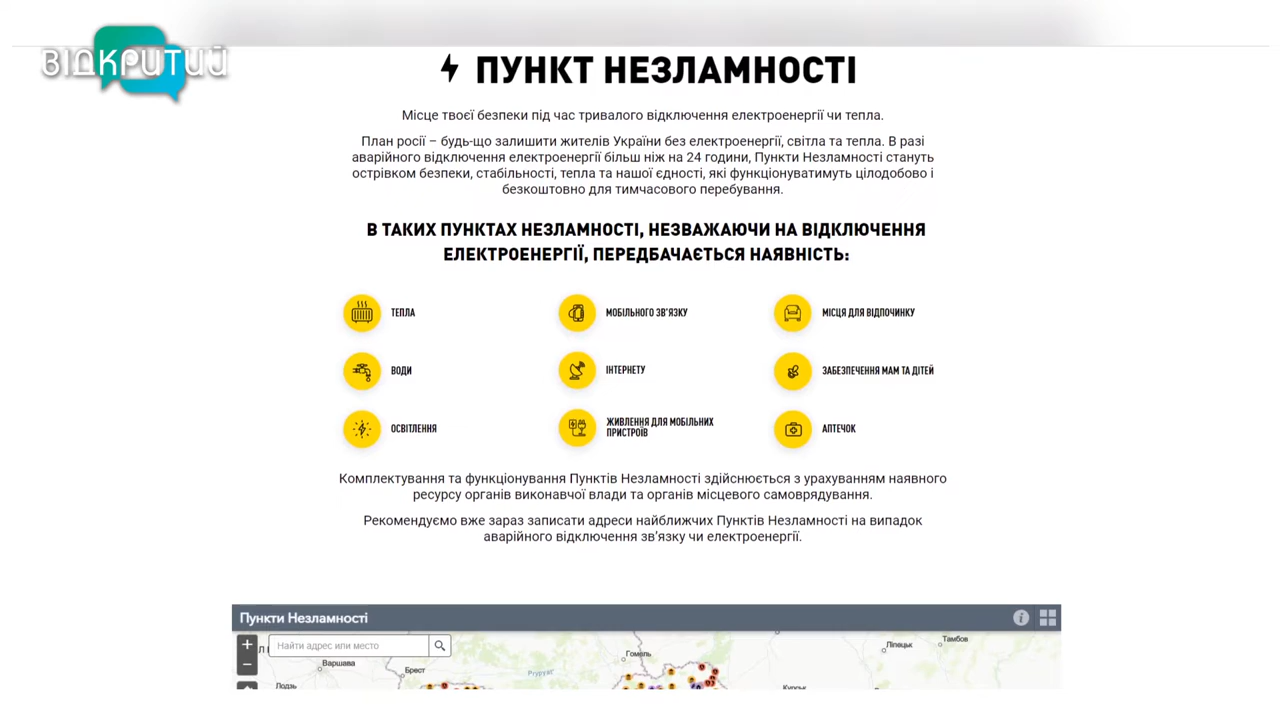 ВІДКРИТИЙ
ПУНКТ НЕЗЛАМНОСТІ
Місце твоєї безпеки під час тривалого відключення електроенергії чи тепла.
План росії – будь-що залишити жителів України без електроенергії, світла та тепла. В разі
аварійного відключення електроенергії більш ніж на 24 години, Пункти Незламності стануть
острівком безпеки, стабільності, тепла та нашої єдності, які функціонуватимуть цілодобово і
безкоштовно для тимчасового перебування.
В ТАКИХ ПУНКТАХ НЕЗЛАМНОСТІ, НЕЗВАЖАЮЧИ НА ВІДКЛЮЧЕННЯ
ЕЛЕКТРОЕНЕРГІЇ, ПЕРЕДБАЧАЄТЬСЯ НАЯВНІСТЬ:
ТЕПЛА
МОБІЛЬНОГО ЗВ'ЯЗКУ
МІСЦЯ ДЛЯ ВІДПОЧИНКУ
ВОДИ
ІНТЕРНЕТУ
ЗАБЕЗПЕЧЕННЯ МАМ ТА ДІТЕЙ
ОСВІТЛЕННЯ
ЖИВЛЕННЯ ДЛЯ МОБІЛЬНИХ
ПРИСТРОЇВ
АПТЕЧОК
Комплектування та функціонування Пунктів Незламності здійснюється з урахуванням наявного
ресурсу органів виконавчої влади та органів місцевого самоврядування.
Рекомендуємо вже зараз записати адреси найближчих Пунктів Незламності на випадок
аварійного відключення зв'язку чи електроенергії.
Пункти Незламності
Найти адрес или место
Варшава
Брест
Гомель
Липецк
Тамбов
Лодзь
Курськ